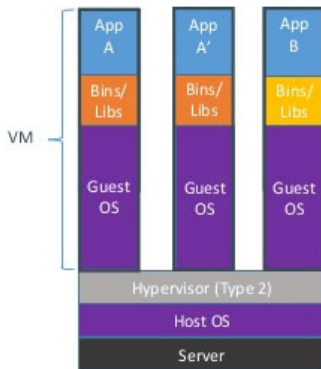 App
A
App
A'
App
B
Bins/
Libs
Bins/
Libs
Bins/
Libs
VM
Guest
OS
Guest
OS
Guest
OS
Hypervisor (Type 2)
Host OS
Server